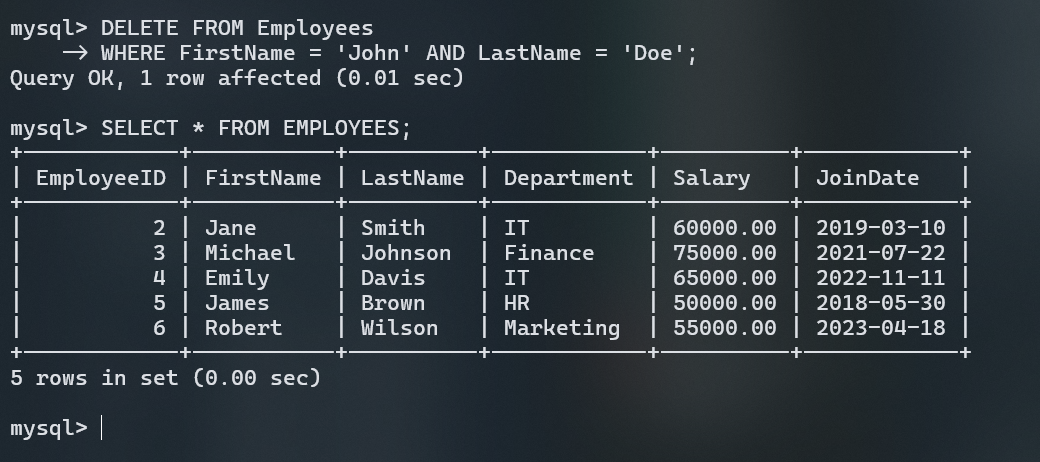 mysql> DELETE FROM Employees
    -> WHERE FirstName = 'John' AND LastName = 'Doe';
Query OK, 1 row affected (0.01 sec)

mysql> SELECT * FROM EMPLOYEES;
+------------+-----------+----------+------------+----------+------------+
| EmployeeID | FirstName | LastName | Department | Salary   | JoinDate   |
+------------+-----------+----------+------------+----------+------------+
|          2 | Jane      | Smith    | IT         | 60000.00 | 2019-03-10 |
|          3 | Michael   | Johnson  | Finance    | 75000.00 | 2021-07-22 |
|          4 | Emily     | Davis    | IT         | 65000.00 | 2022-11-11 |
|          5 | James     | Brown    | HR         | 50000.00 | 2018-05-30 |
|          6 | Robert    | Wilson   | Marketing  | 55000.00 | 2023-04-18 |
+------------+-----------+----------+------------+----------+------------+
5 rows in set (0.00 sec)

mysql>